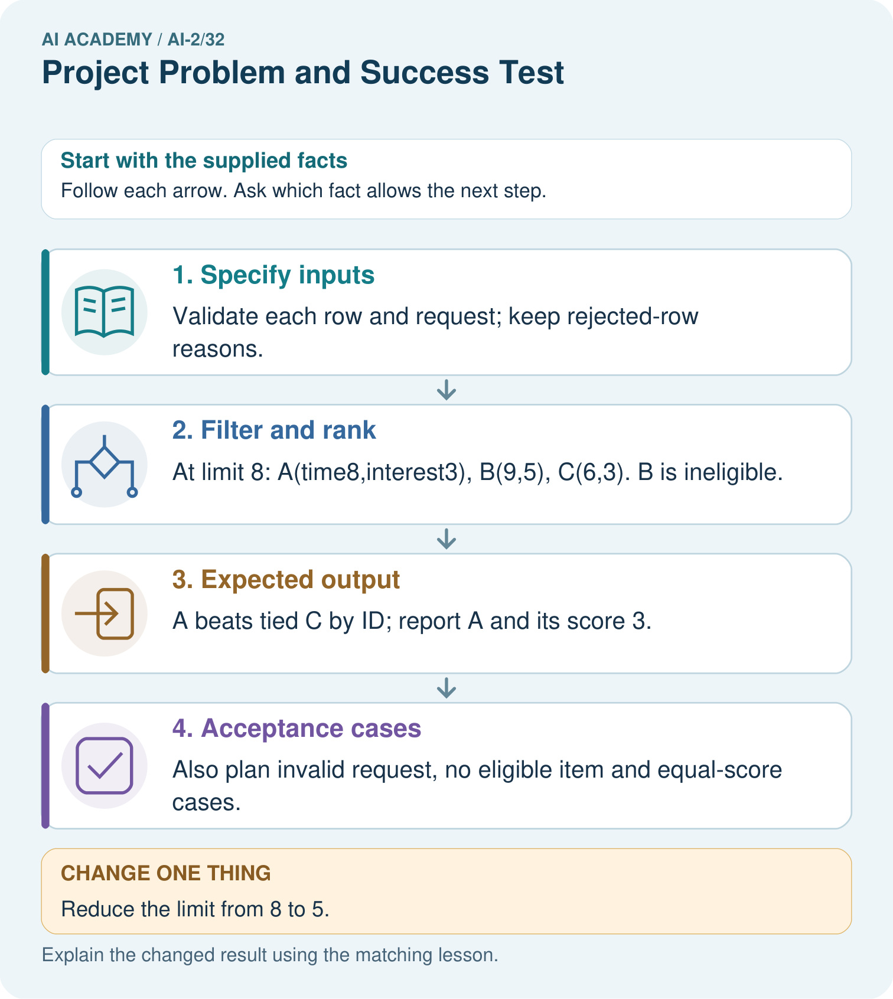 AI ACADEMY / AI-2/32
Project Problem and Success Test
Start with the supplied facts
Follow each arrow. Ask which fact allows the next step.
1. Specify inputs
Validate each row and request; keep rejected-row
reasons.
2. Filter and rank
At limit 8: A(time8,interest3), B(9,5), C(6,3). B is ineligible.
3. Expected output
A beats tied C by ID; report A and its score 3.
4. Acceptance cases
Also plan invalid request, no eligible item and equal-score
cases.
CHANGE ONE THING
Reduce the limit from 8 to 5.
Explain the changed result using the matching lesson.